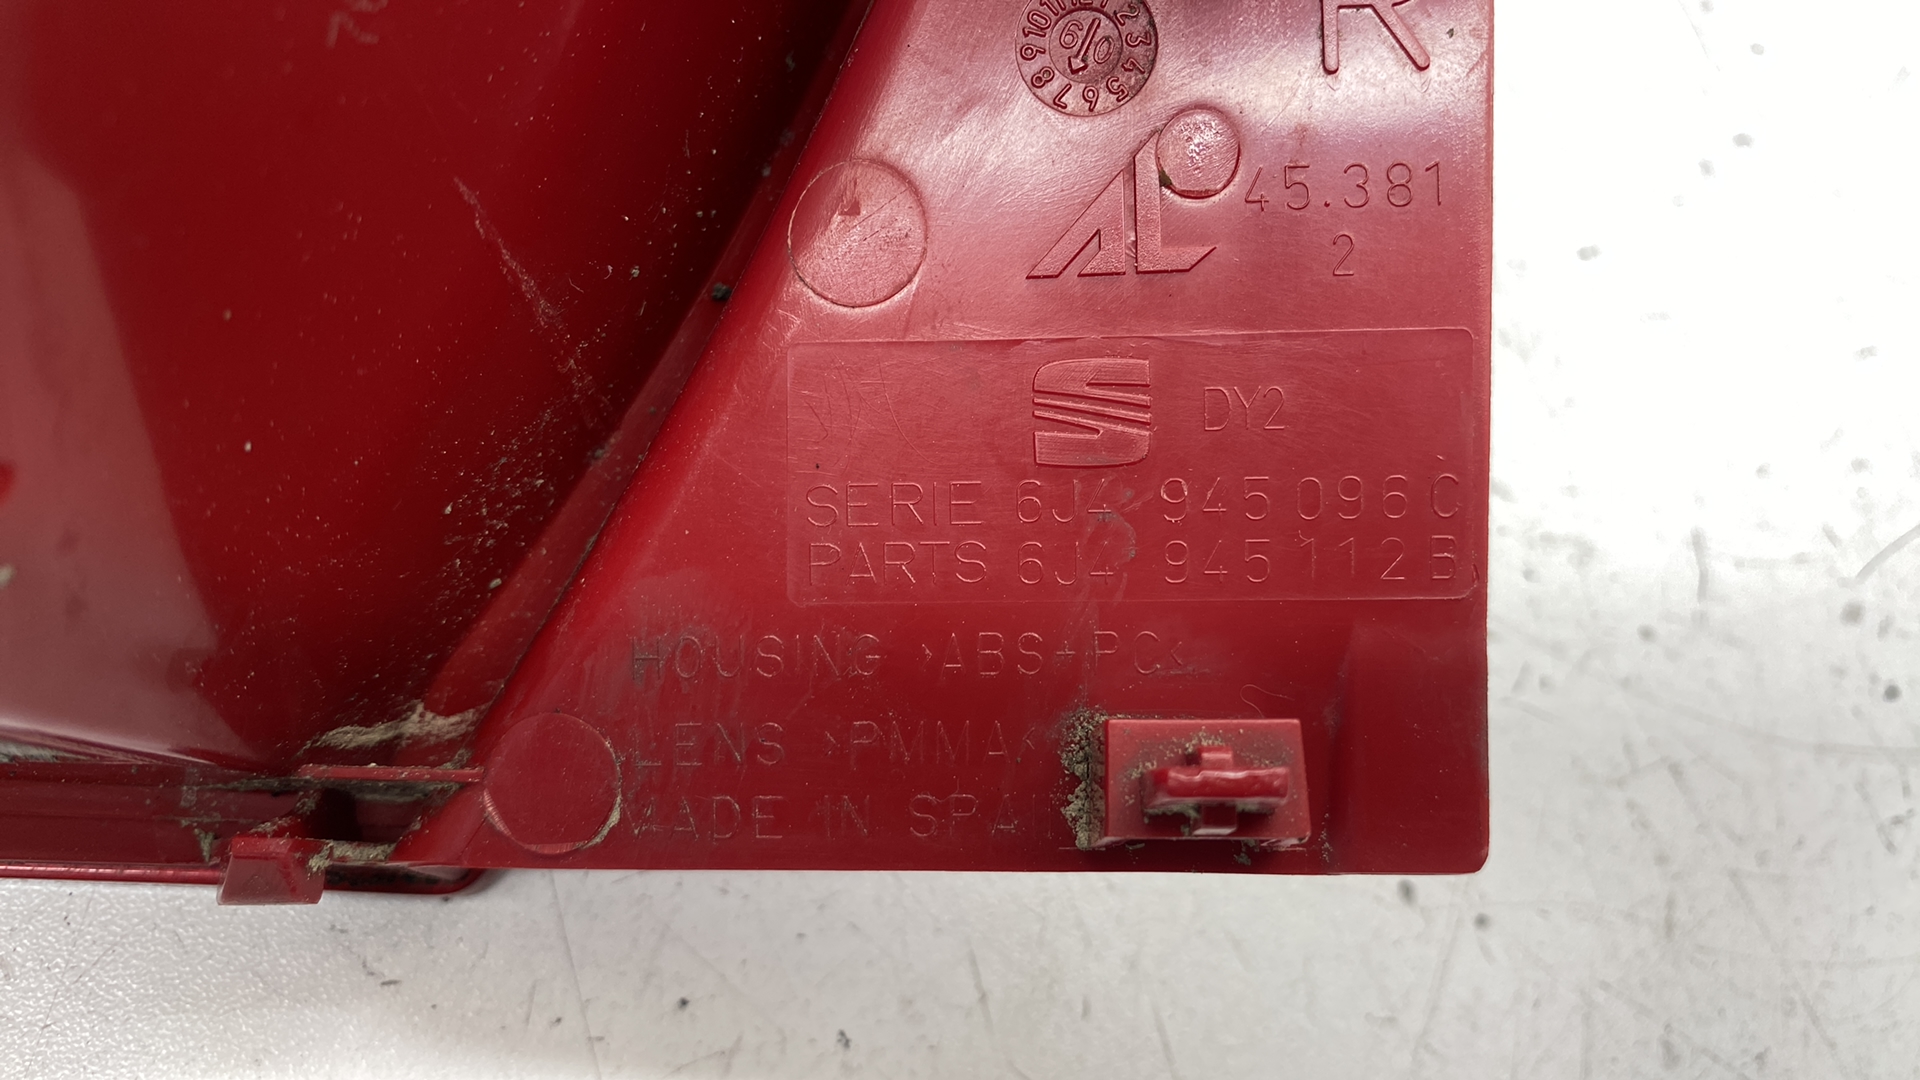 R
45.381
2
DY2
SERIE 6J4 945 096 C
PARTS 6J4 945 112 B
HOUSING >ABS+PC<
LENS >PMMA<
MADE IN SPAIN